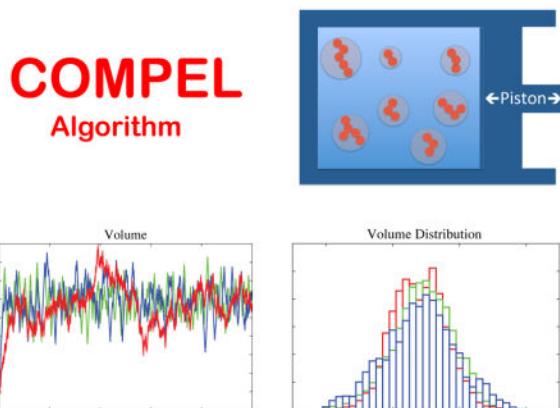 COMPEL
Algorithm
←Piston→
Volume
Volume Distribution